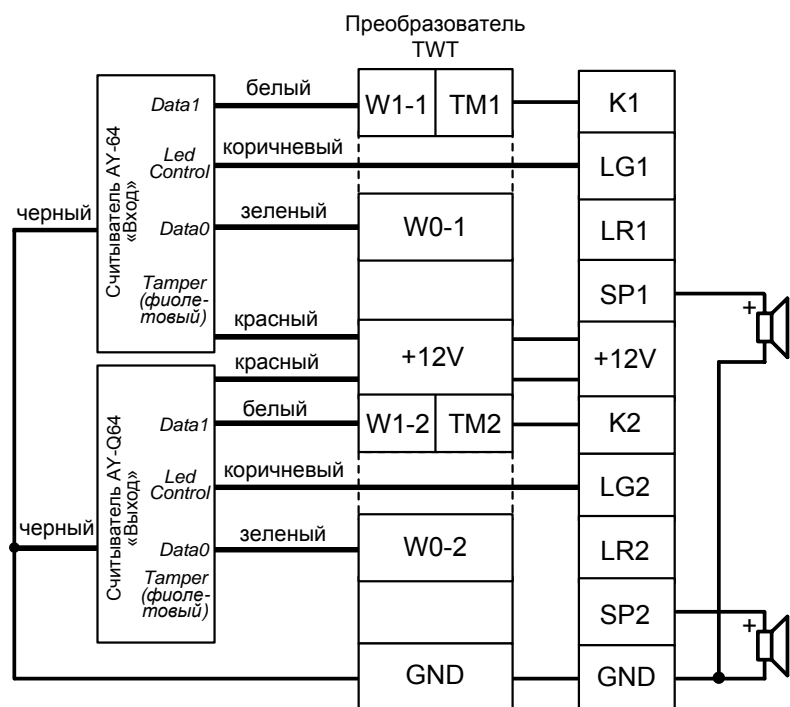 Преобразователь
TWT
Считыватель AY-64
«Вход»
Data1
белый
W1-1
TM1
K1
Led
Control
коричневый
LG1
черный
Data0
зеленый
W0-1
LR1
Tamper
(фиоле-
товый)
SP1
+
красный
+12V
+12V
красный
Считыватель AY-Q64
«Выход»
Data1
белый
W1-2
TM2
K2
Led
Control
коричневый
LG2
черный
Data0
зеленый
W0-2
LR2
Tamper
(фиоле-
товый)
SP2
+
GND
GND